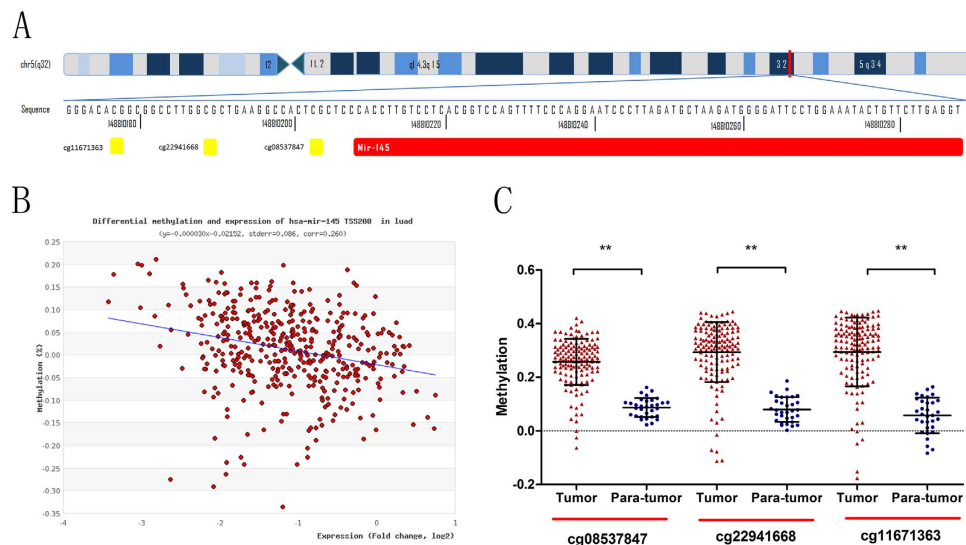 A
chr5(q32)
12
11.2
q14.3q15
32
5q34
Sequence
GGGACACGGCGGCCTTGGCGCTGAAGGCCACTCGCTCCCACCTTGTCCTCACGGTCCAGTTTTCCCAGGAATCCCTTAGATGCTAAGATGGGGATTCCTGGAAATACTGTTCTTGAGGT
148810180
148810200
148810220
148810240
148810260
148810280
cg11671363
cg22941668
cg08537847
Mir-145
B
Differential methylation and expression of hsa-mir-145 TSS200 in luad
(y=-0.000030x-0.02152, stderr=0.086, corr=0.260)
Methylation (%)
0.25
0.20
0.15
0.10
0.05
0.00
-0.05
-0.10
-0.15
-0.20
-0.25
-0.30
-0.35
-4 -3 -2 -1 0 1
Expression (Fold change, log2)
C
** ** **
Methylation
0.6
0.4
0.2
0.0
-0.2
Tumor Para-tumor Tumor Para-tumor Tumor Para-tumor
cg08537847 cg22941668 cg11671363